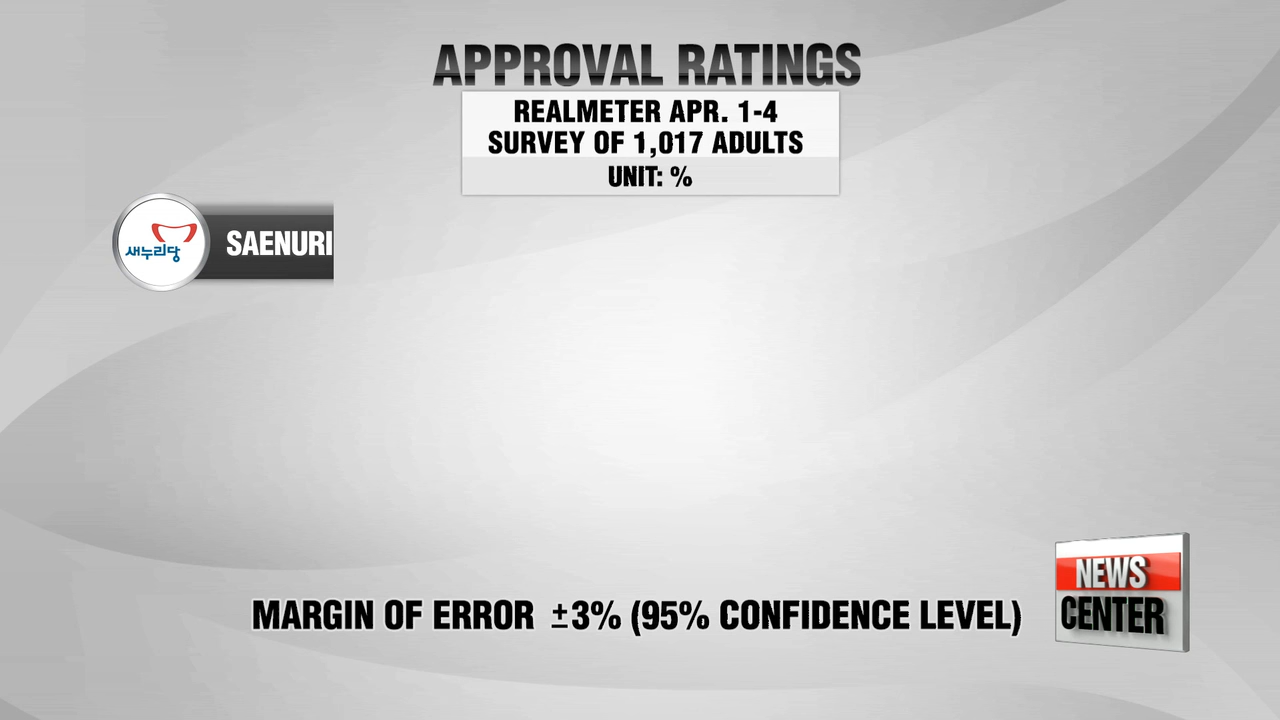 APPROVAL RATINGS
REALMETER APR. 1-4
SURVEY OF 1,017 ADULTS
UNIT: %
새누리당
SAENURI
MARGIN OF ERROR ±3% (95% CONFIDENCE LEVEL)
NEWS
CENTER